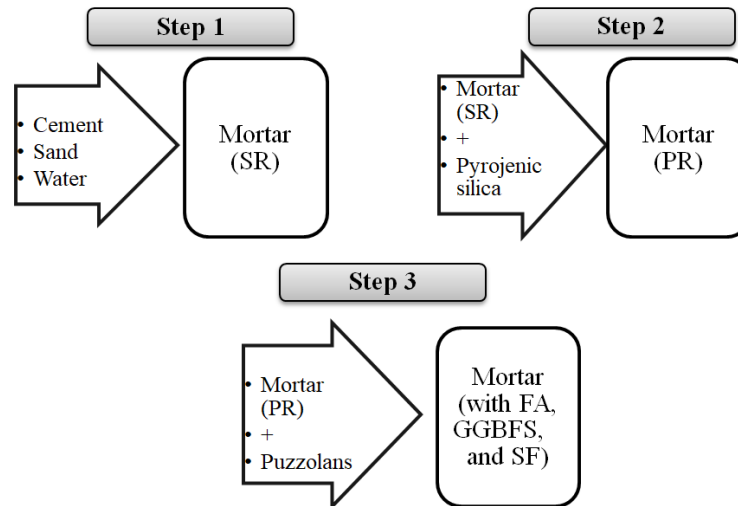 Step 1
• Cement
• Sand
• Water
Mortar
(SR)
Step 2
• Mortar
(SR)
• +
• Pyrojenic
silica
Mortar
(PR)
Step 3
• Mortar
(PR)
• +
• Puzzolans
Mortar
(with FA,
GGBFS,
and SF)